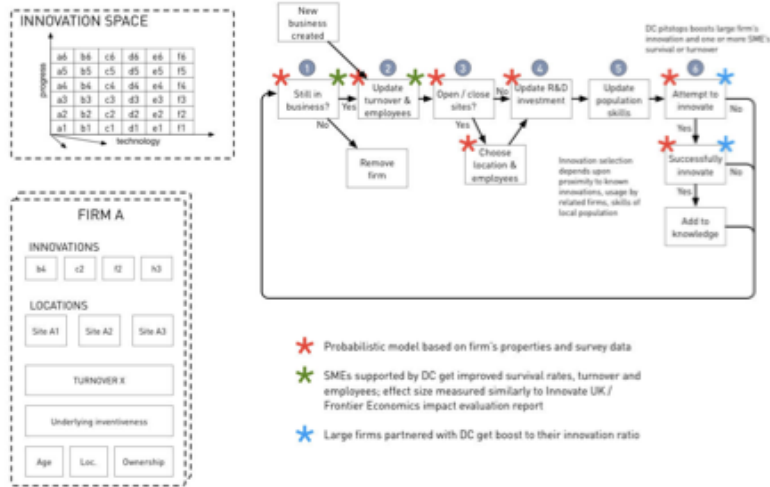 INNOVATION SPACE
progress
a6 b6 c6 d6 e6 f6
a5 b5 c5 d5 e5 f5
a4 b4 c4 d4 e4 f4
a3 b3 c3 d3 e3 f3
a2 b2 c2 d2 e2 f2
a1 b1 c1 d1 e1 f1
technology
FIRM A
INNOVATIONS
b4 c2 f2 h3
LOCATIONS
Site A1 Site A2 Site A3
TURNOVER X
Underlying inventiveness
Age Loc. Ownership
New
business
created
DC pitstops boosts large firm's
innovation and one or more SME's
survival or turnover
1
Still in
business?
Yes
No
Remove
firm
2
Update
turnover &
employees
3
Open / close
sites?
No
Yes
Choose
location &
employees
4
Update R&D
investment
5
Update
population
skills
6
Attempt to
innovate
No
Yes
Successfully
innovate
No
Yes
Add to
knowledge
Innovation selection
depends upon
proximity to known
innovations, usage by
related firms, skills of
local population
Probabilistic model based on firm's properties and survey data
SMEs supported by DC get improved survival rates, turnover and
employees; effect size measured similarly to Innovate UK /
Frontier Economics impact evaluation report
Large firms partnered with DC get boost to their innovation ratio